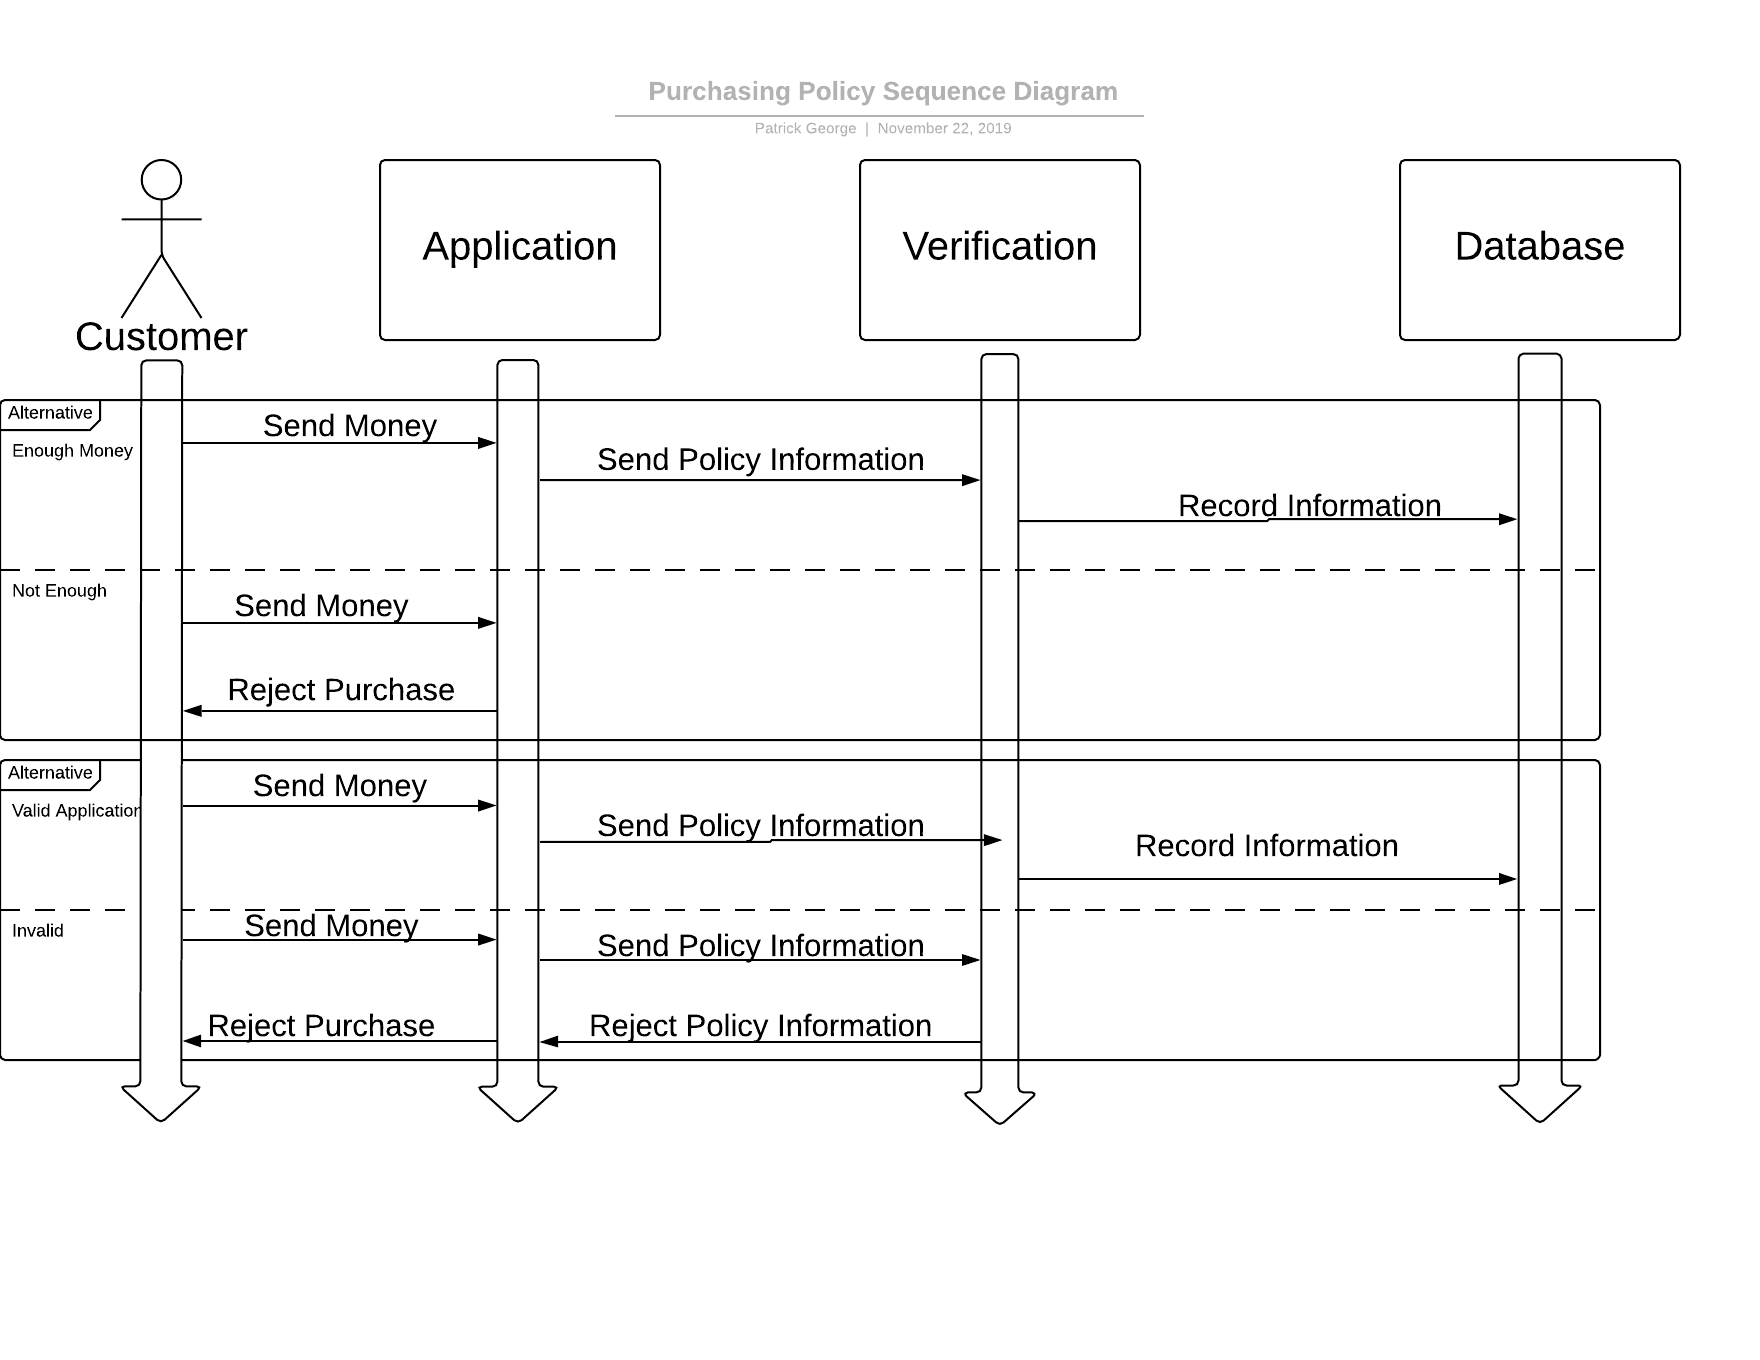 Purchasing Policy Sequence Diagram
Patrick George | November 22, 2019
Customer
Application
Verification
Database
Alternative
Enough Money
Send Money
Send Policy Information
Record Information
Not Enough
Send Money
Reject Purchase
Alternative
Valid Application
Send Money
Send Policy Information
Record Information
Invalid
Send Money
Send Policy Information
Reject Purchase
Reject Policy Information